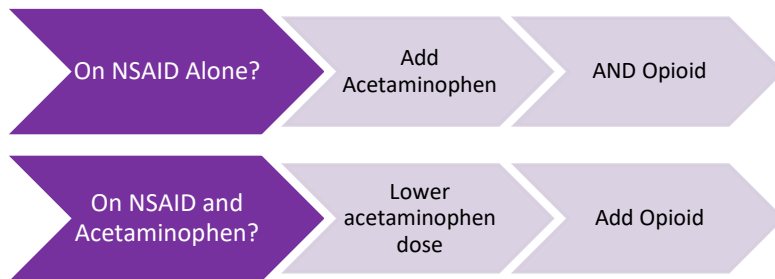 On NSAID Alone?
Add
Acetaminophen
AND Opioid
On NSAID and
Acetaminophen?
Lower
acetaminophen
dose
Add Opioid